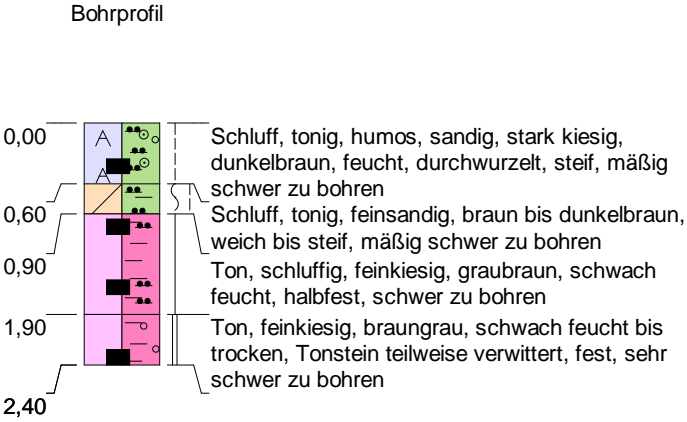 Bohrprofil
0,00
A
A
Schluff, tonig, humos, sandig, stark kiesig,
dunkelbraun, feucht, durchwurzelt, steif, mäßig
schwer zu bohren
0,60
Schluff, tonig, feinsandig, braun bis dunkelbraun,
weich bis steif, mäßig schwer zu bohren
0,90
Ton, schluffig, feinkiesig, graubraun, schwach
feucht, halbfest, schwer zu bohren
1,90
Ton, feinkiesig, braungrau, schwach feucht bis
trocken, Tonstein teilweise verwittert, fest, sehr
schwer zu bohren
2,40